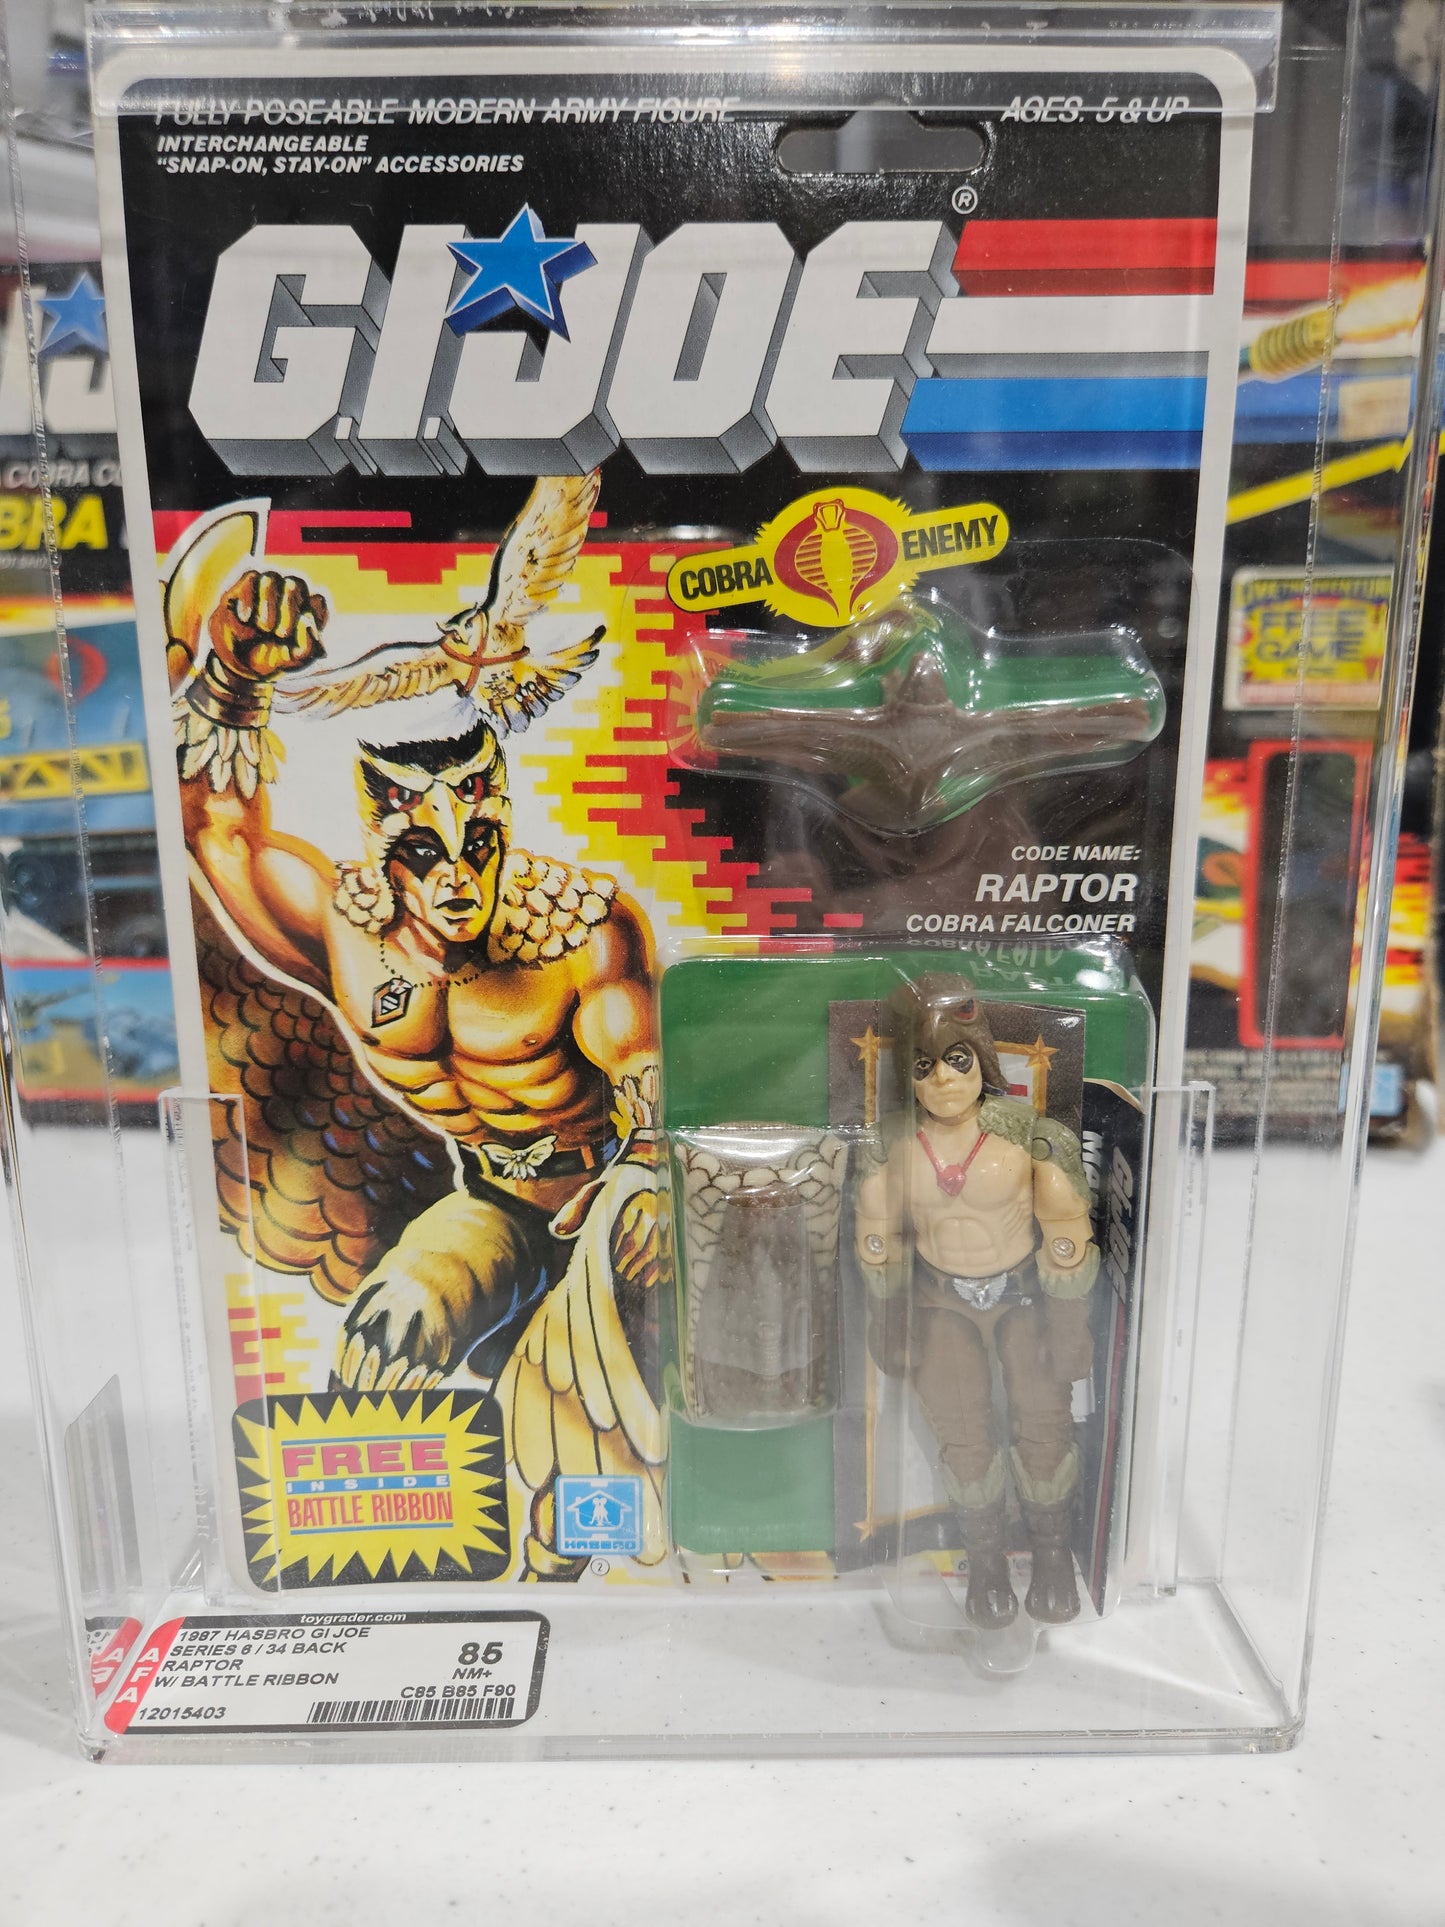 FULLY POSEABLE MODERN ARMY FIGURE
AGES: 5 & UP
INTERCHANGEABLE
"SNAP-ON, STAY-ON" ACCESSORIES
G.I.JOE
®
COBRA ENEMY
CODE NAME:
RAPTOR
COBRA FALCONER
FREE
INSIDE
BATTLE RIBBON
HASBRO
2
toygrader.com
AFA
1987 HASBRO GI JOE
SERIES 6 / 34 BACK
RAPTOR
W/ BATTLE RIBBON
12015403
85
NM+
C85 B85 F90
FREE
GAME